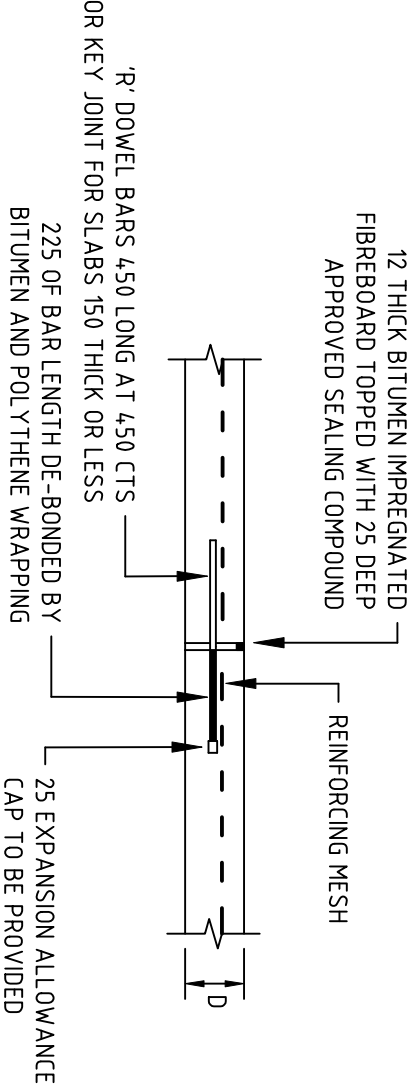 12 THICK BITUMEN IMPREGNATED
FIBREBOARD TOPPED WITH 25 DEEP
APPROVED SEALING COMPOUND
REINFORCING MESH
D
'R' DOWEL BARS 450 LONG AT 450 CTS
OR KEY JOINT FOR SLABS 150 THICK OR LESS
225 OF BAR LENGTH DE-BONDED BY
BITUMEN AND POLYTHENE WRAPPING
25 EXPANSION ALLOWANCE
CAP TO BE PROVIDED